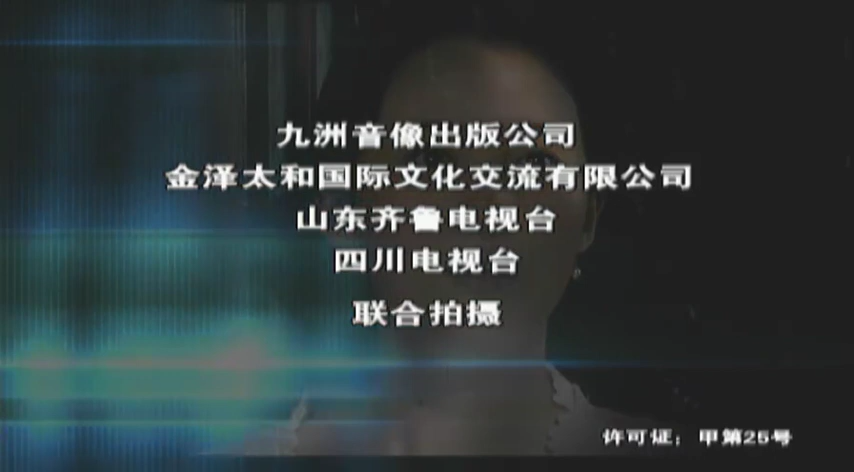 九洲音像出版公司
金泽太和国际文化交流有限公司
山东齐鲁电视台
四川电视台
联合拍摄
许可证：甲第25号